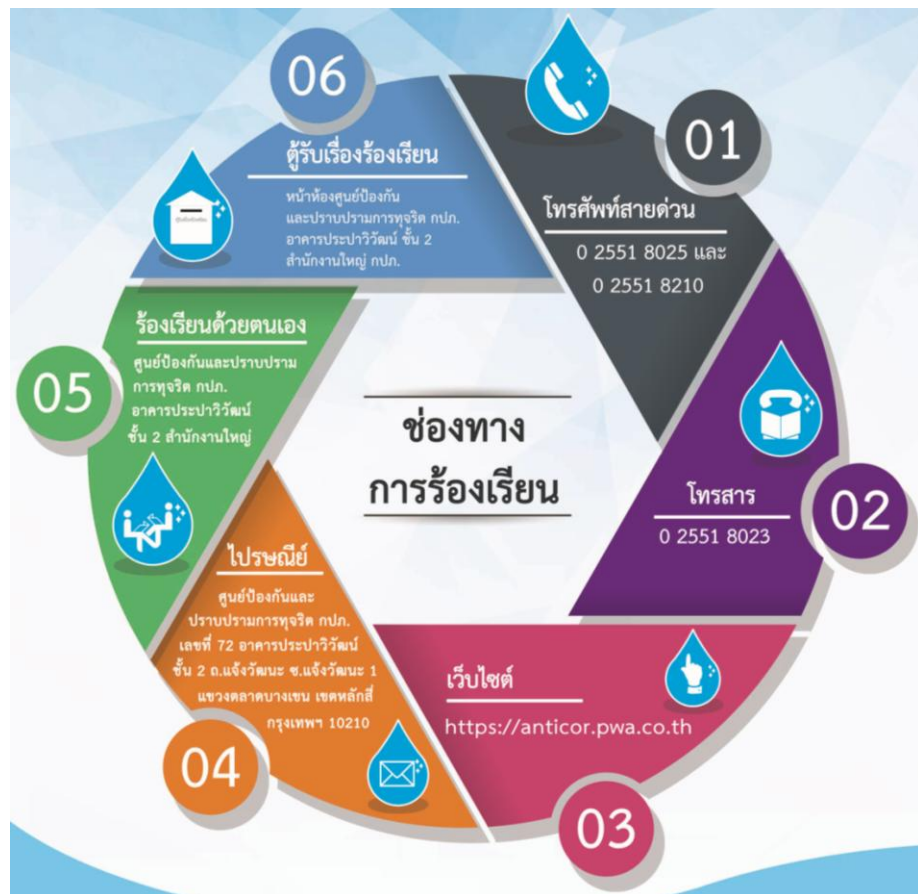 ช่องทาง
การร้องเรียน
01
โทรศัพท์สายด่วน
0 2551 8025 และ
0 2551 8210
02
โทรสาร
0 2551 8023
03
เว็บไซต์
https://anticor.pwa.co.th
04
ไปรษณีย์
ศูนย์ป้องกันและ
ปราบปรามการทุจริต กปภ.
เลขที่ 72 อาคารประปาวิวัฒน์
ชั้น 2 ถ.แจ้งวัฒนะ ซ.แจ้งวัฒนะ 1
แขวงตลาดบางเขน เขตหลักสี่
กรุงเทพฯ 10210
05
ร้องเรียนด้วยตนเอง
ศูนย์ป้องกันและปราบปราม
การทุจริต กปภ.
อาคารประปาวิวัฒน์
ชั้น 2 สำนักงานใหญ่
06
ตู้รับเรื่องร้องเรียน
หน้าห้องศูนย์ป้องกัน
และปราบปรามการทุจริต กปภ.
อาคารประปาวิวัฒน์ ชั้น 2
สำนักงานใหญ่ กปภ.